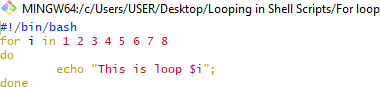 MINGW64:/c/Users/USER/Desktop/Looping in Shell Scripts/For loop
#!/bin/bash
for i in 1 2 3 4 5 6 7 8
do
        echo "This is loop $i";
done